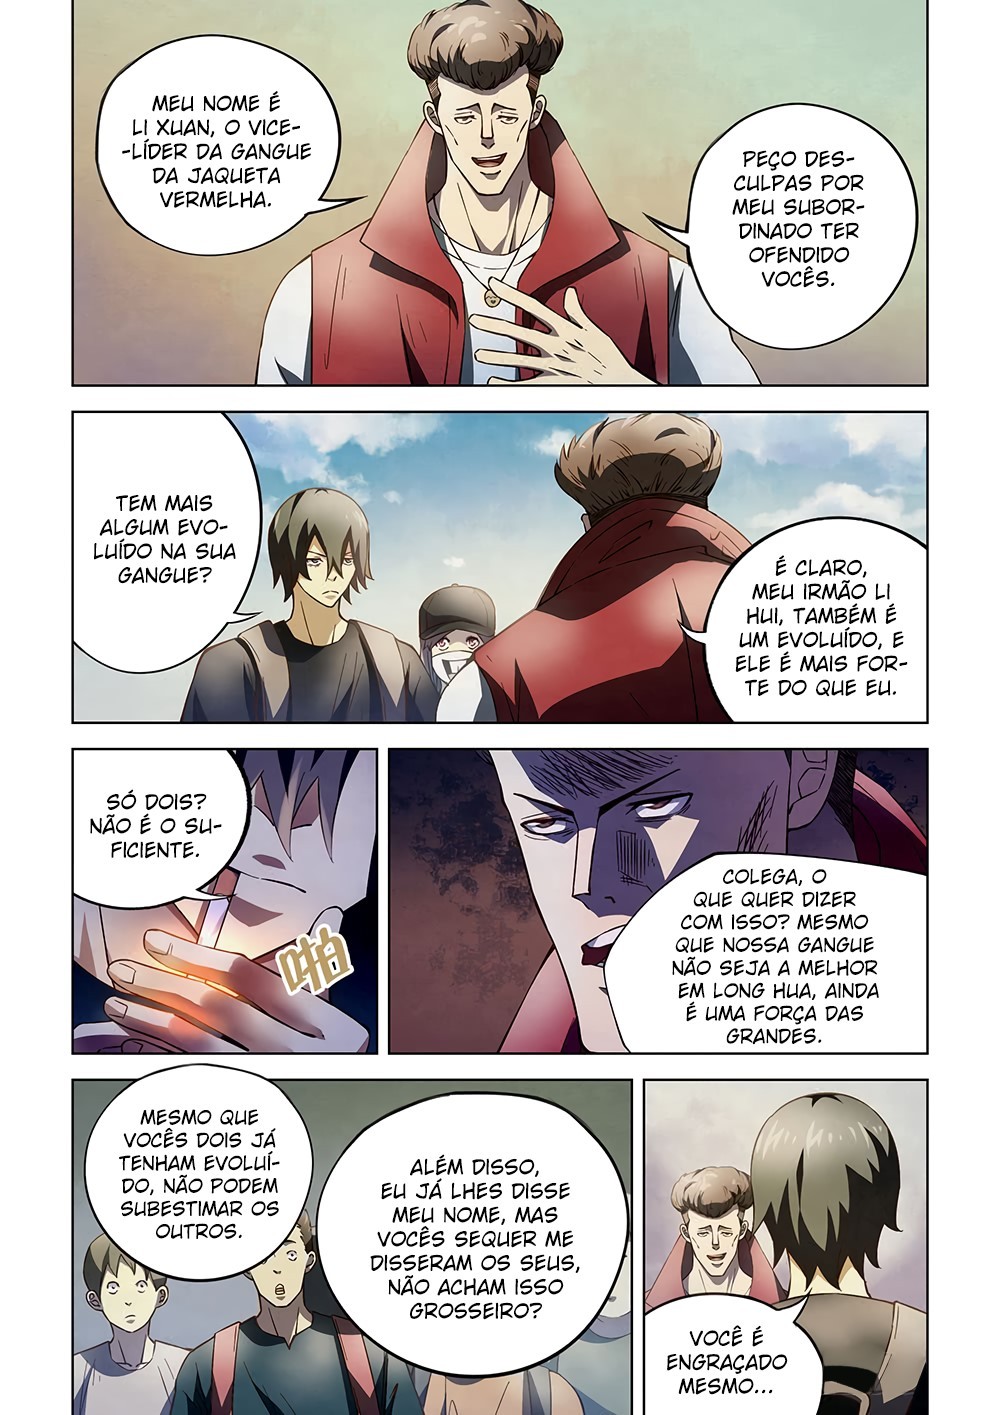 MEU NOME É
LI XUAN, O VICE-
-LÍDER DA GANGUE
DA JAQUETA
VERMELHA.
PEÇO DES-
CULPAS POR
MEU SUBOR-
DINADO TER
OFENDIDO
VOCÊS.
TEM MAIS
ALGUM EVO-
LUÍDO NA SUA
GANGUE?
É CLARO,
MEU IRMÃO LI
HUI, TAMBÉM É
UM EVOLUÍDO, E
ELE É MAIS FOR-
TE DO QUE EU.
SÓ DOIS?
NÃO É O SU-
FICIENTE.
啪
COLEGA, O
QUE QUER DIZER
COM ISSO? MESMO
QUE NOSSA GANGUE
NÃO SEJA A MELHOR
EM LONG HUA, AINDA
É UMA FORÇA DAS
GRANDES.
MESMO QUE
VOCÊS DOIS JÁ
TENHAM EVOLUÍ-
DO, NÃO PODEM
SUBESTIMAR OS
OUTROS.
ALÉM DISSO,
EU JÁ LHES DISSE
MEU NOME, MAS
VOCÊS SEQUER ME
DISSERAM OS SEUS,
NÃO ACHAM ISSO
GROSSEIRO?
VOCÊ É
ENGRAÇADO
MESMO...